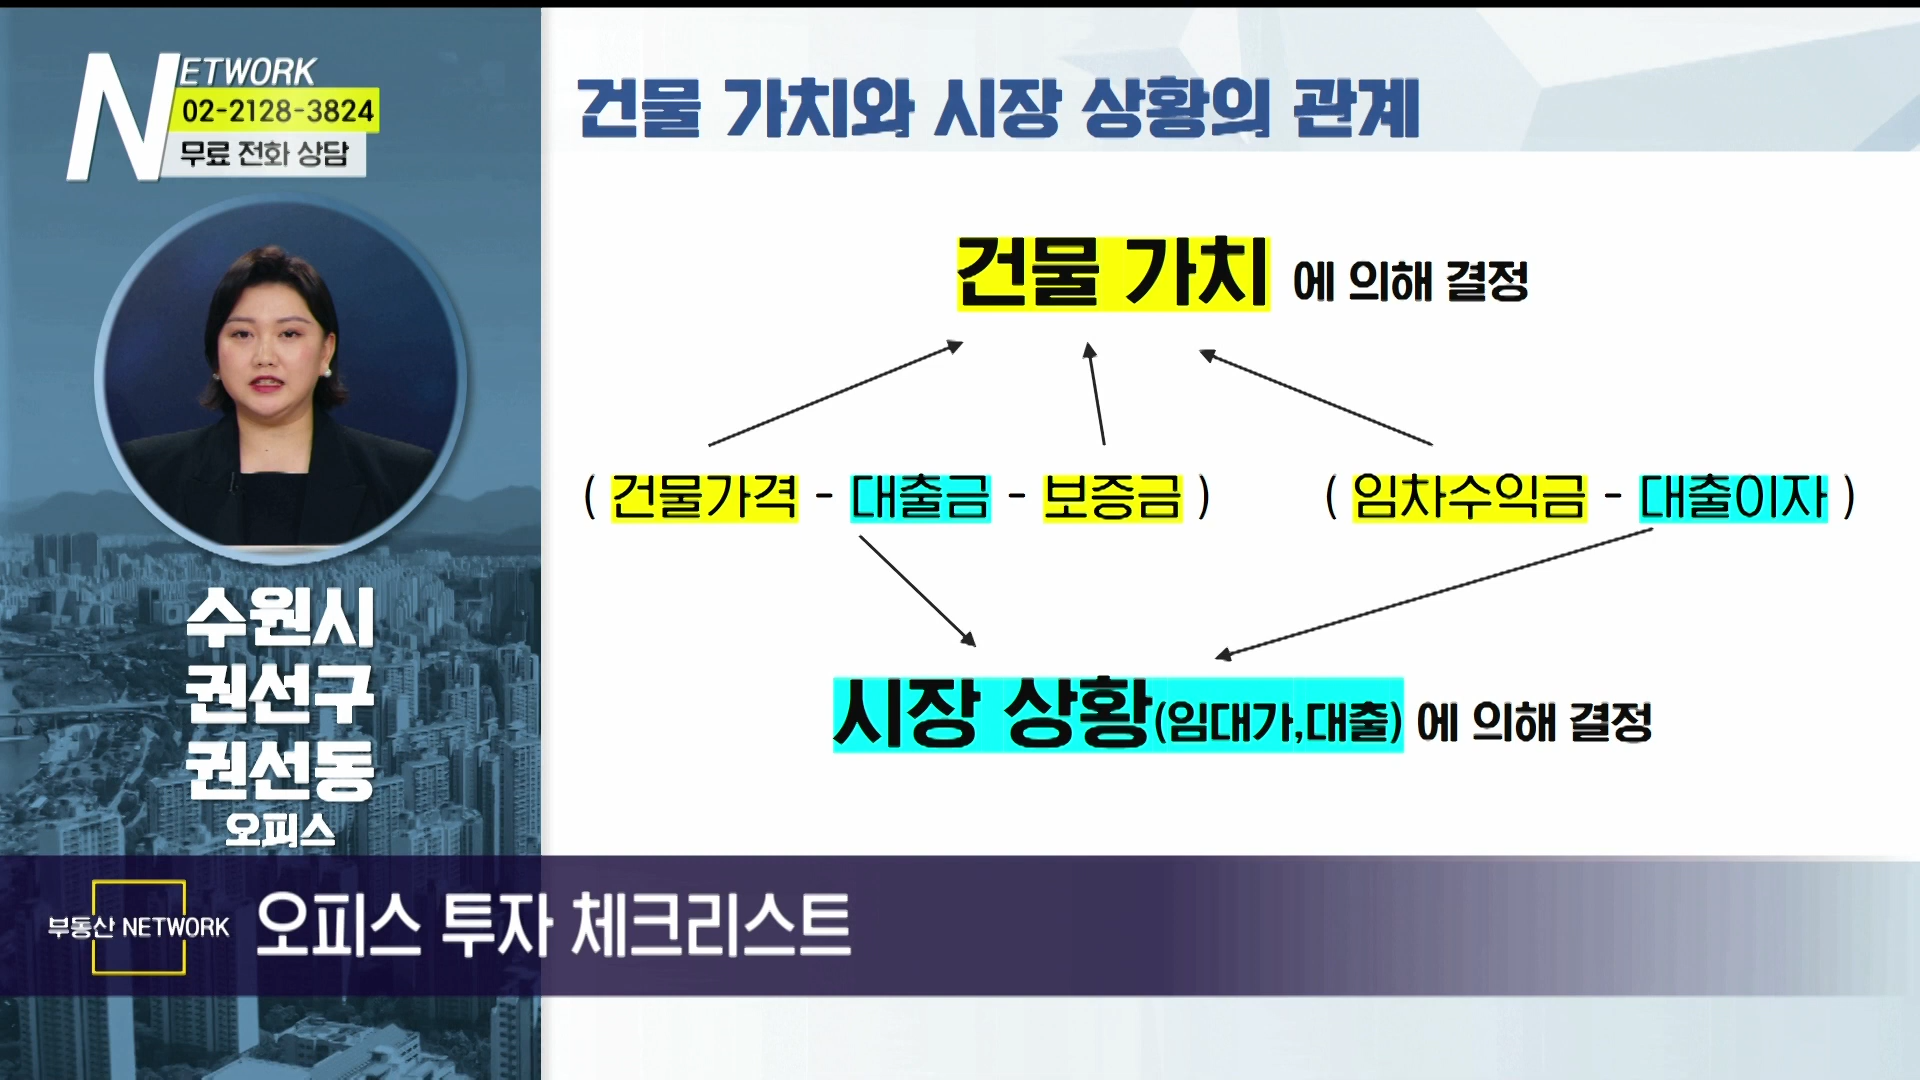 NETWORK
02-2128-3824
무료 전화 상담
건물 가치와 시장 상황의 관계
건물 가치 에 의해 결정
( 건물가격 - 대출금 - 보증금 ) ( 임차수익금 - 대출이자 )
시장 상황(임대가,대출) 에 의해 결정
수원시
권선구
권선동
오피스
부동산 NETWORK
오피스 투자 체크리스트